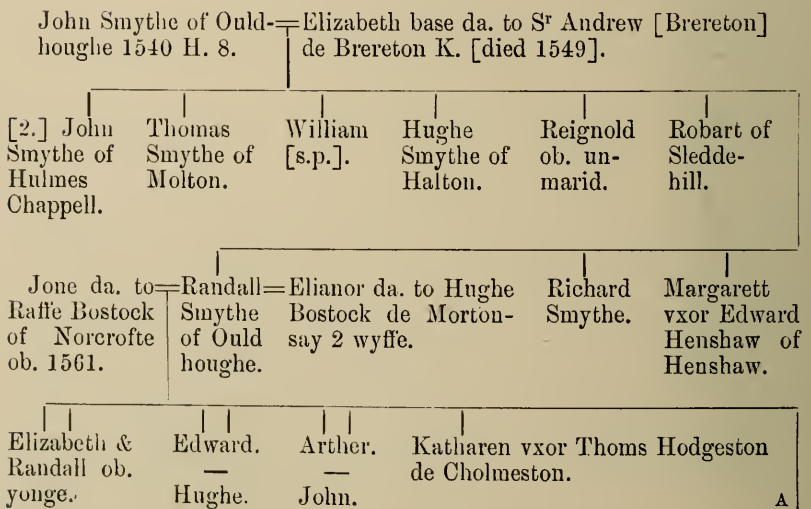 John Smythe of Ould-
houghe 1540 H. 8.
Elizabeth base da. to Sʳ Andrew [Brereton]
de Brereton K. [died 1549].
[2.] John
Smythe of
Hulmes
Chappell.
Thomas
Smythe of
Molton.
William
[s.p.].
Hughe
Smythe of
Halton.
Reignold
ob. un-
marid.
Robart of
Sledde-
hill.
Jone da. to
Raffe Bostock
of Norcrofte
ob. 1561.
Randall
Smythe
of Ould
houghe.
Elianor da. to Hughe
Bostock de Morton-
say 2 wyffe.
Richard
Smythe.
Margarett
vxor Edward
Henshaw of
Henshaw.
Elizabeth &
Randall ob.
yonge.
Edward.
—
Hughe.
Arther.
—
John.
Katharen vxor Thoms Hodgeston
de Cholmeston.
A